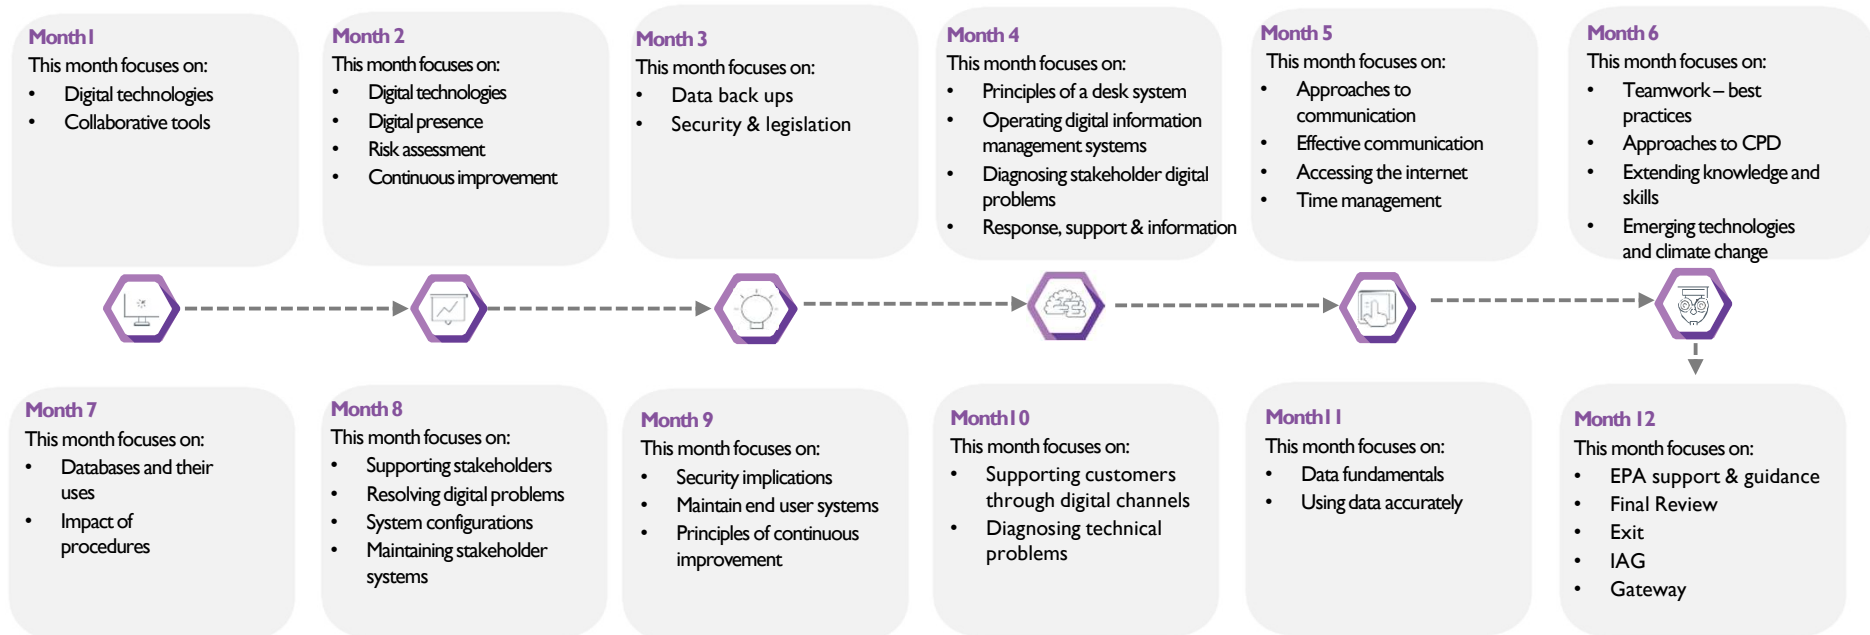 Month1
This month focuses on:
• Digital technologies
• Collaborative tools
Month 2
This month focuses on:
• Digital technologies
• Digital presence
• Risk assessment
• Continuous improvement
Month 3
This month focuses on:
• Data back ups
• Security & legislation
Month 4
This month focuses on:
• Principles of a desk system
• Operating digital information
management systems
• Diagnosing stakeholder digital
problems
• Response, support & information
Month 5
This month focuses on:
• Approaches to
communication
• Effective communication
• Accessing the internet
• Time management
Month 6
This month focuses on:
• Teamwork – best
practices
• Approaches to CPD
• Extending knowledge and
skills
• Emerging technologies
and climate change
Month 7
This month focuses on:
• Databases and their
uses
• Impact of
procedures
Month 8
This month focuses on:
• Supporting stakeholders
• Resolving digital problems
• System configurations
• Maintaining stakeholder
systems
Month 9
This month focuses on:
• Security implications
• Maintain end user systems
• Principles of continuous
improvement
Month10
This month focuses on:
• Supporting customers
through digital channels
• Diagnosing technical
problems
Month11
This month focuses on:
• Data fundamentals
• Using data accurately
Month 12
This month focuses on:
• EPA support & guidance
• Final Review
• Exit
• IAG
• Gateway